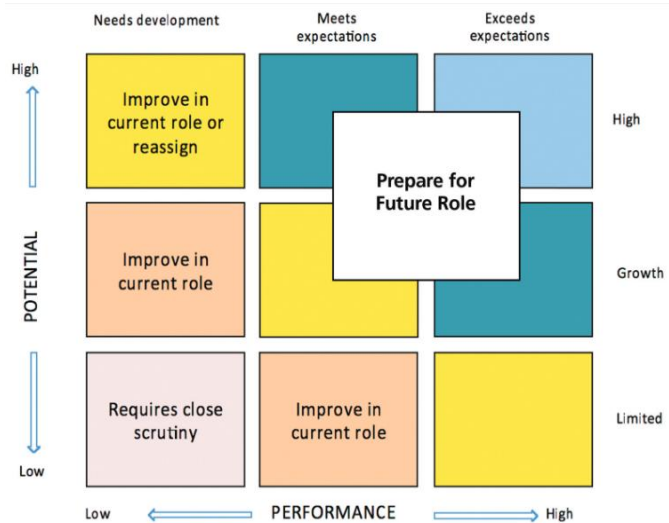 Needs development
Meets
expectations
Exceeds
expectations
High
Improve in
current role or
reassign
High
Prepare for
Future Role
POTENTIAL
Improve in
current role
Growth
Requires close
scrutiny
Improve in
current role
Limited
Low
Low
PERFORMANCE
High